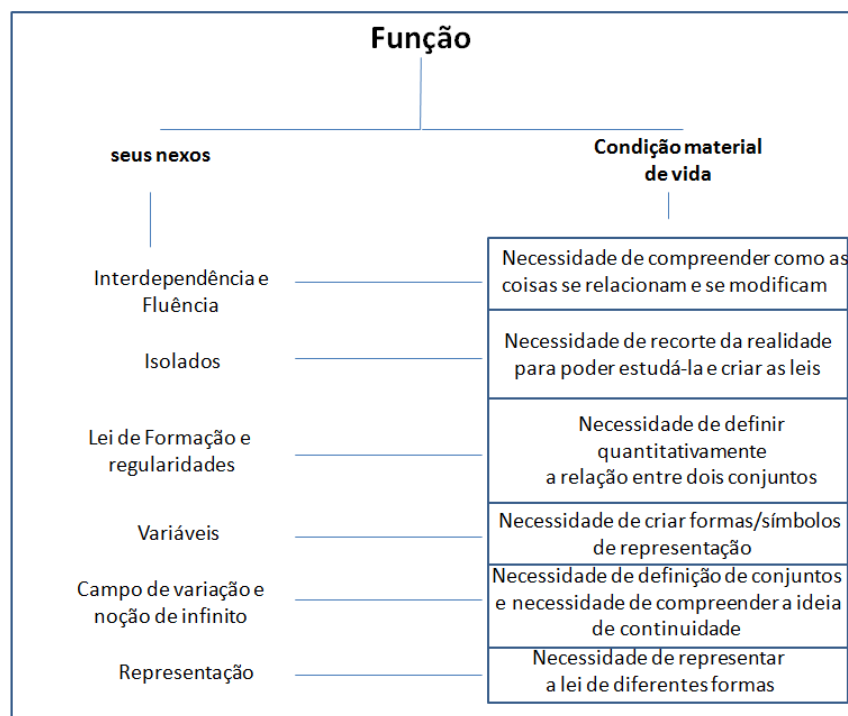 Função
seus nexos
Condição material
de vida
Interdependência e
Fluência
Necessidade de compreender como as
coisas se relacionam e se modificam
Isolados
Necessidade de recorte da realidade
para poder estudá-la e criar as leis
Lei de Formação e
regularidades
Necessidade de definir
quantitativamente
a relação entre dois conjuntos
Variáveis
Necessidade de criar formas/símbolos
de representação
Campo de variação e
noção de infinito
Necessidade de definição de conjuntos
e necessidade de compreender a ideia
de continuidade
Representação
Necessidade de representar
a lei de diferentes formas